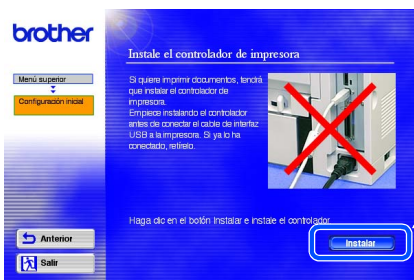 brother
Instale el controlador de impresora
Menú superior
Configuración inicial
Si quiere imprimir documentos, tendrá
que instalar el controlador de
impresora.
Empiece instalando el controlador
antes de conectar el cable de interfaz
USB a la impresora. Si ya lo ha
conectado, retírelo.
Haga clic en el botón Instalar e instale el controlador.
Instalar
Anterior
Salir